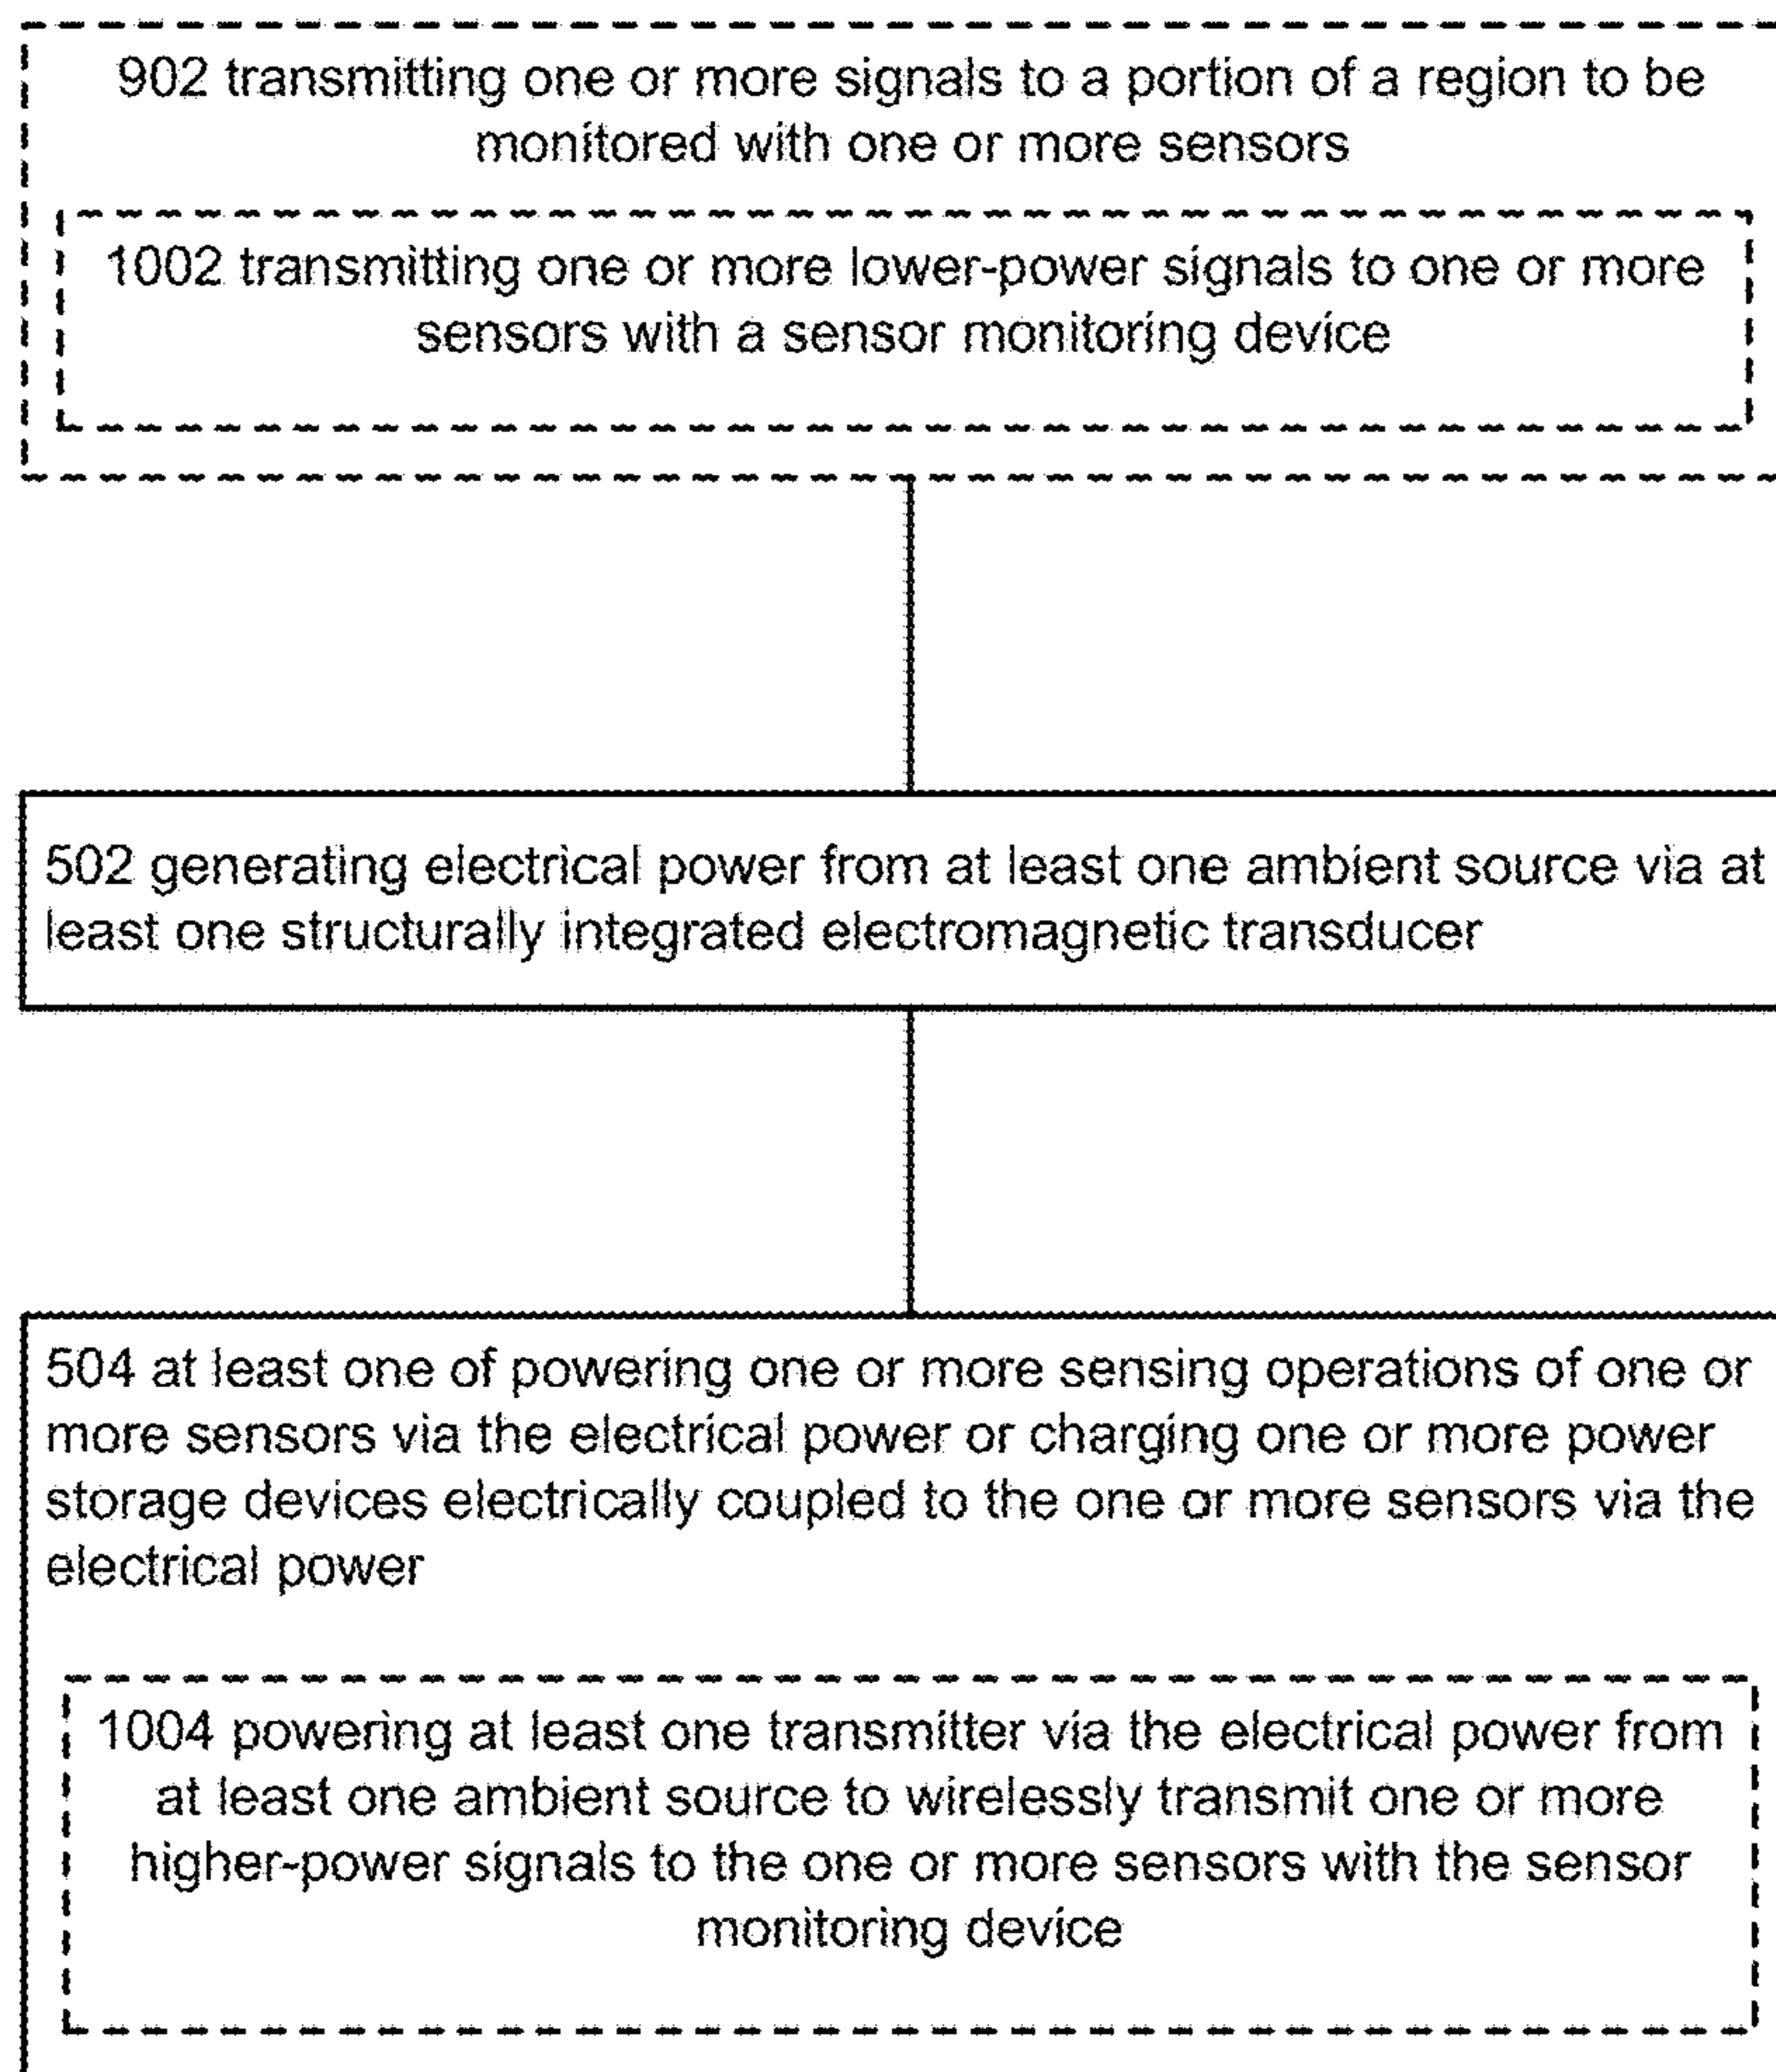 902 transmitting one or more signals to a portion of a region to be
monitored with one or more sensors
1002 transmitting one or more lower-power signals to one or more
sensors with a sensor monitoring device
502 generating electrical power from at least one ambient source via at
least one structurally integrated electromagnetic transducer
504 at least one of powering one or more sensing operations of one or
more sensors via the electrical power or charging one or more power
storage devices electrically coupled to the one or more sensors via the
electrical power
1004 powering at least one transmitter via the electrical power from
at least one ambient source to wirelessly transmit one or more
higher-power signals to the one or more sensors with the sensor
monitoring device